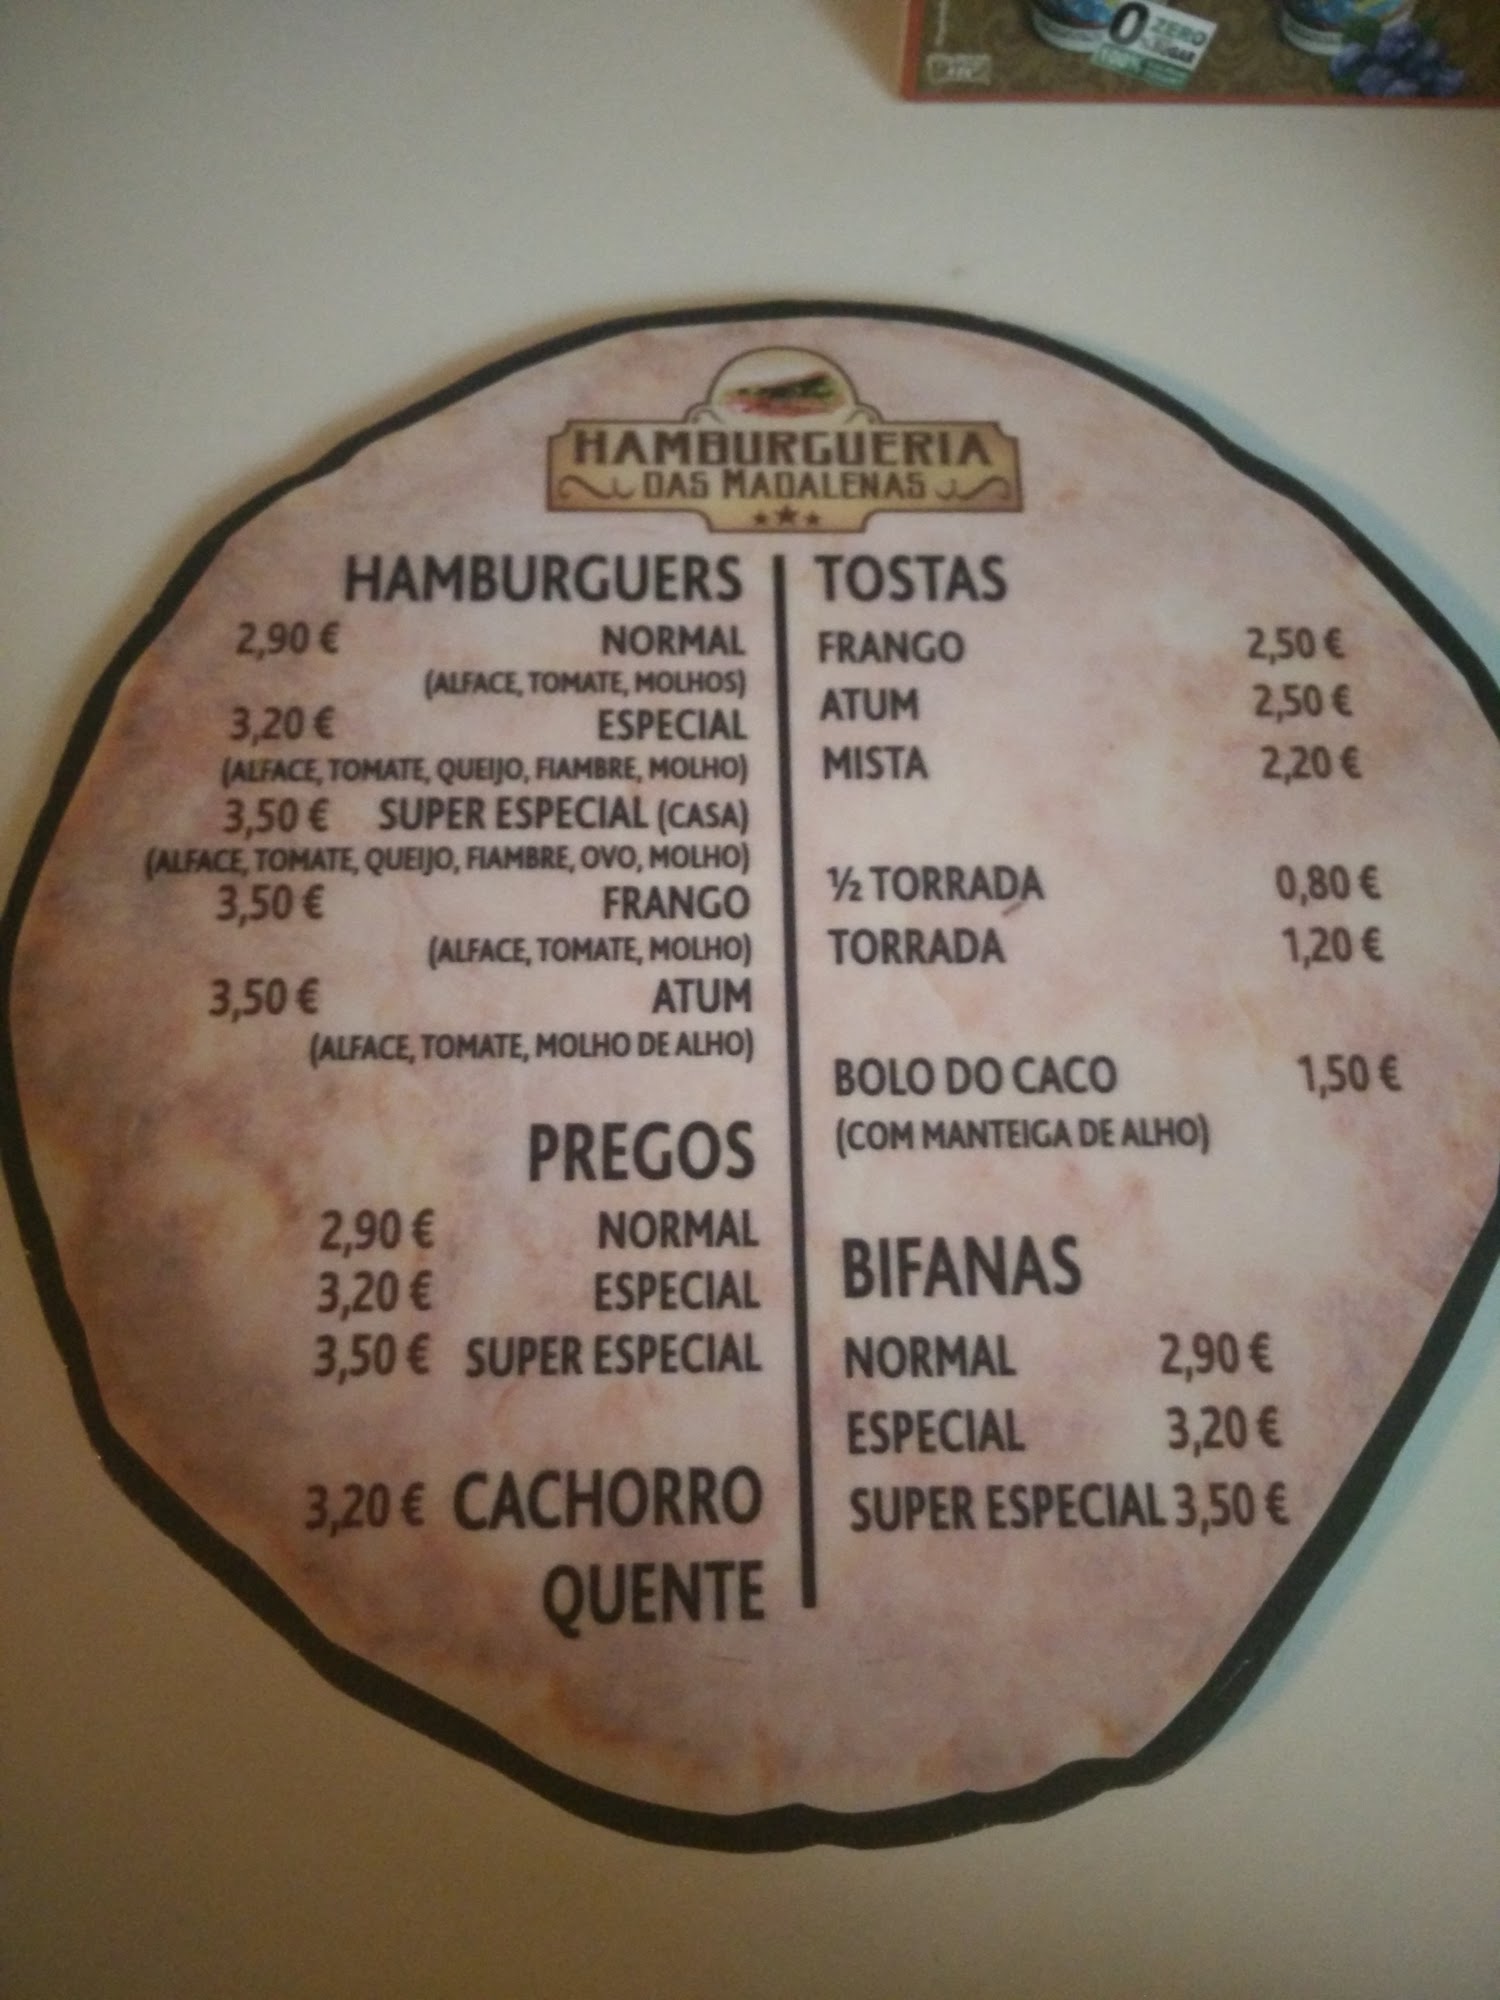 0 ZERO
SUGAR
100%
HAMBURGUERIA
DAS MADALENAS
HAMBURGUERS
2,90 € NORMAL
(ALFACE, TOMATE, MOLHOS)
3,20 € ESPECIAL
(ALFACE, TOMATE, QUEIJO, FIAMBRE, MOLHO)
3,50 € SUPER ESPECIAL (CASA)
(ALFACE, TOMATE, QUEIJO, FIAMBRE, OVO, MOLHO)
3,50 € FRANGO
(ALFACE, TOMATE, MOLHO)
3,50 € ATUM
(ALFACE, TOMATE, MOLHO DE ALHO)
PREGOS
2,90 € NORMAL
3,20 € ESPECIAL
3,50 € SUPER ESPECIAL
3,20 € CACHORRO
QUENTE
TOSTAS
FRANGO 2,50 €
ATUM 2,50 €
MISTA 2,20 €
½ TORRADA 0,80 €
TORRADA 1,20 €
BOLO DO CACO 1,50 €
(COM MANTEIGA DE ALHO)
BIFANAS
NORMAL 2,90 €
ESPECIAL 3,20 €
SUPER ESPECIAL 3,50 €